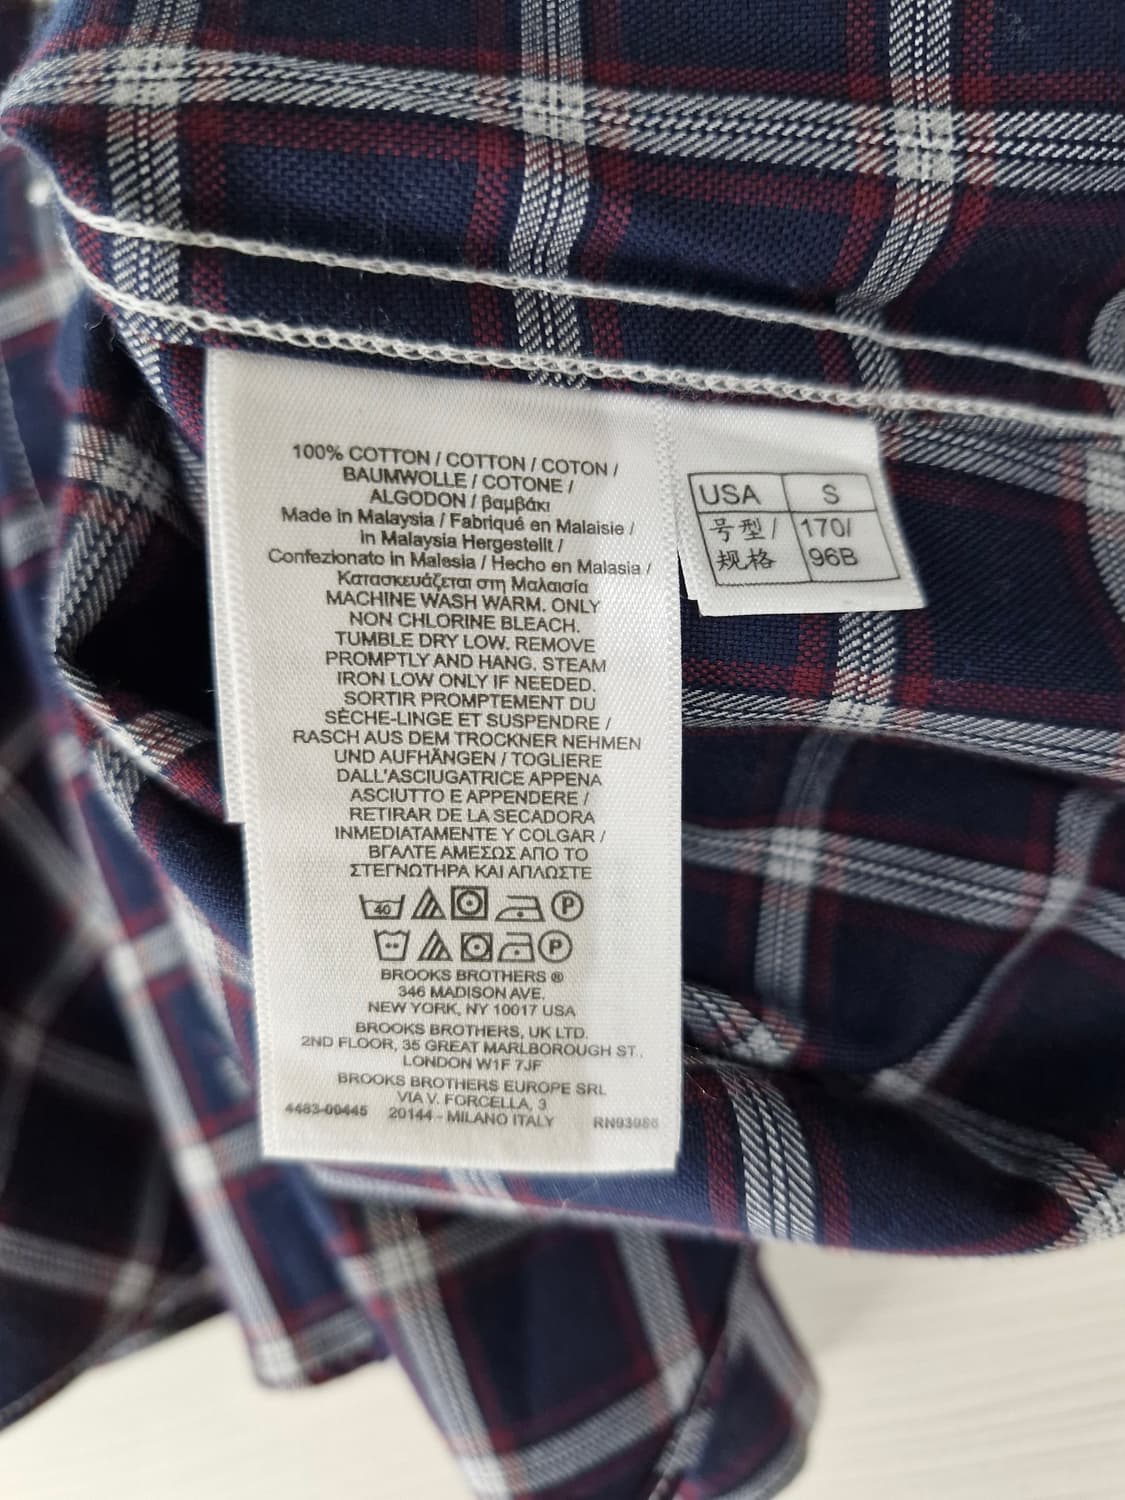 100% COTTON / COTTON / COTON /
BAUMWOLLE / COTONE /
ALGODON / βαμβάκι
Made in Malaysia / Fabriqué en Malaisie /
in Malaysia Hergestellt /
Confezionato in Malesia / Hecho en Malasia /
Κατασκευάζεται στη Μαλαισία
MACHINE WASH WARM. ONLY
NON CHLORINE BLEACH.
TUMBLE DRY LOW. REMOVE
PROMPTLY AND HANG. STEAM
IRON LOW ONLY IF NEEDED.
SORTIR PROMPTEMENT DU
SÈCHE-LINGE ET SUSPENDRE /
RASCH AUS DEM TROCKNER NEHMEN
UND AUFHÄNGEN / TOGLIERE
DALL'ASCIUGATRICE APPENA
ASCIUTTO E APPENDERE /
RETIRAR DE LA SECADORA
INMEDIATAMENTE Y COLGAR /
ΒΓΑΛΤΕ ΑΜΕΣΩΣ ΑΠΟ ΤΟ
ΣΤΕΓΝΩΤΗΡΑ ΚΑΙ ΑΠΛΩΣΤΕ
40 P
P
BROOKS BROTHERS ®
346 MADISON AVE.
NEW YORK, NY 10017 USA
BROOKS BROTHERS, UK LTD.
2ND FLOOR, 35 GREAT MARLBOROUGH ST.
LONDON W1F 7JF
BROOKS BROTHERS EUROPE SRL
VIA V. FORCELLA, 3
4483-00445 20144 - MILANO ITALY RN93986
USA S
号型 / 170/
规格 96B